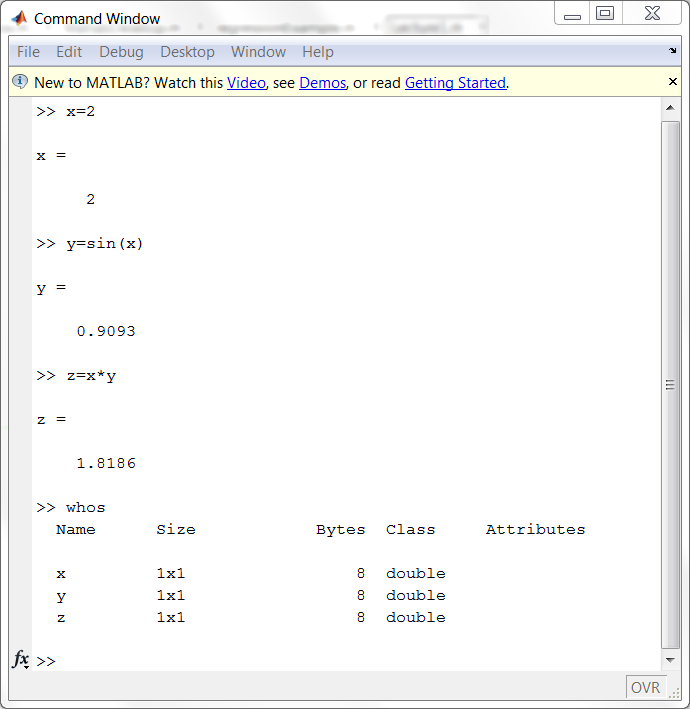 Command Window
File Edit Debug Desktop Window Help
New to MATLAB? Watch this Video, see Demos, or read Getting Started.
>> x=2
x =
2
>> y=sin(x)
y =
0.9093
>> z=x*y
z =
1.8186
>> whos
Name Size Bytes Class Attributes
x 1x1 8 double
y 1x1 8 double
z 1x1 8 double
fx >>
OVR